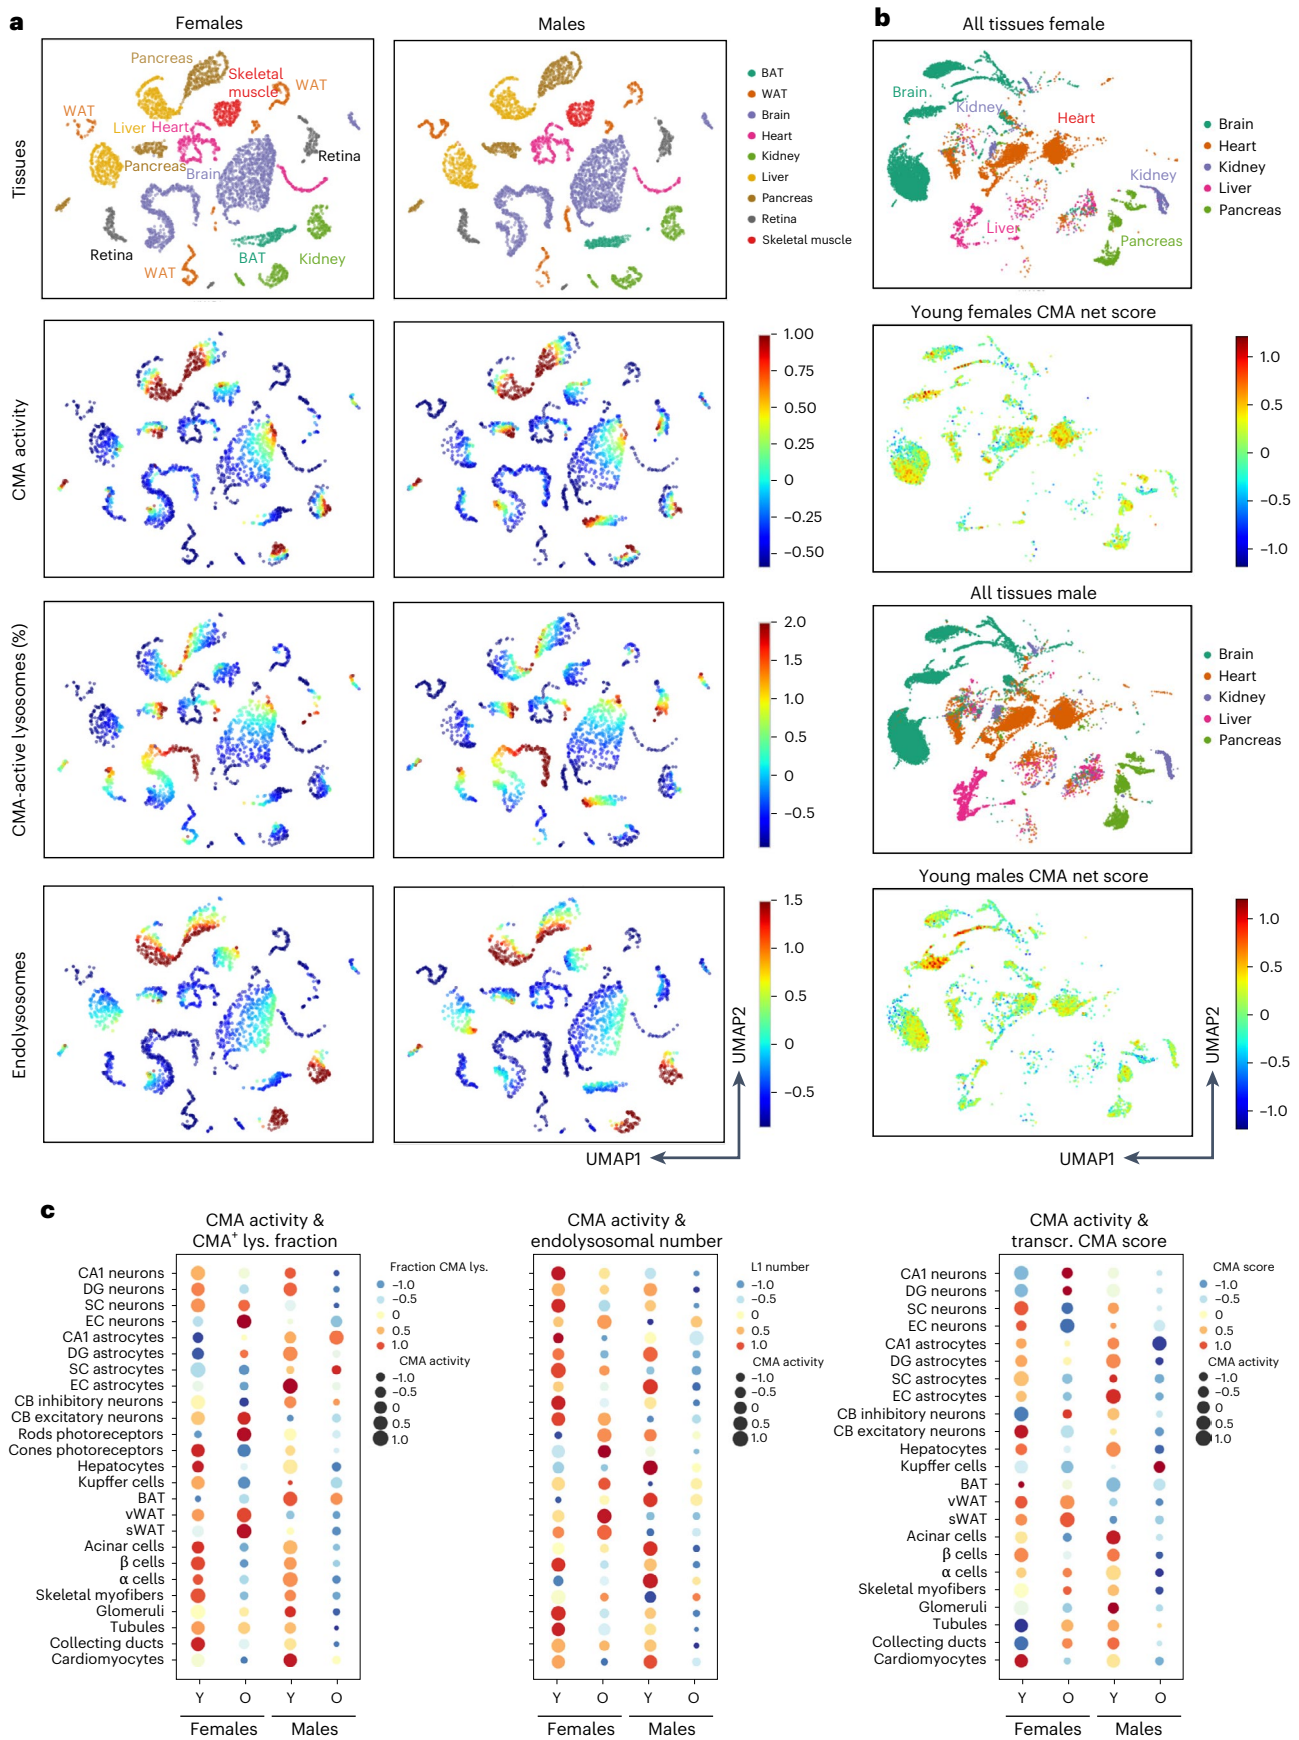 a
Females
Males
Tissues
Pancreas
Skeletal
muscle
WAT
WAT
Liver
Heart
Pancreas
Brain
Retina
Retina
WAT
BAT
Kidney
BAT
WAT
Brain
Heart
Kidney
Liver
Pancreas
Retina
Skeletal muscle
CMA activity
1.00
0.75
0.50
0.25
0
−0.25
−0.50
CMA-active lysosomes (%)
2.0
1.5
1.0
0.5
0
−0.5
Endolysosomes
1.5
1.0
0.5
0
−0.5
UMAP2
UMAP1
b
All tissues female
Brain
Kidney
Heart
Kidney
Liver
Pancreas
Brain
Heart
Kidney
Liver
Pancreas
Young females CMA net score
1.0
0.5
0
−0.5
−1.0
All tissues male
Brain
Heart
Kidney
Liver
Pancreas
Young males CMA net score
1.0
0.5
0
−0.5
−1.0
UMAP2
UMAP1
c
CMA activity &
CMA+ lys. fraction
CA1 neurons
DG neurons
SC neurons
EC neurons
CA1 astrocytes
DG astrocytes
SC astrocytes
EC astrocytes
CB inhibitory neurons
CB excitatory neurons
Rods photoreceptors
Cones photoreceptors
Hepatocytes
Kupffer cells
BAT
vWAT
sWAT
Acinar cells
β cells
α cells
Skeletal myofibers
Glomeruli
Tubules
Collecting ducts
Cardiomyocytes
Y O Y O
Females Males
Fraction CMA lys.
−1.0
−0.5
0
0.5
1.0
CMA activity
−1.0
−0.5
0
0.5
1.0
CMA activity &
endolysosomal number
Y O Y O
Females Males
L1 number
−1.0
−0.5
0
0.5
1.0
CMA activity
−1.0
−0.5
0
0.5
1.0
CMA activity &
transcr. CMA score
CA1 neurons
DG neurons
SC neurons
EC neurons
CA1 astrocytes
DG astrocytes
SC astrocytes
EC astrocytes
CB inhibitory neurons
CB excitatory neurons
Hepatocytes
Kupffer cells
BAT
vWAT
sWAT
Acinar cells
β cells
α cells
Skeletal myofibers
Glomeruli
Tubules
Collecting ducts
Cardiomyocytes
Y O Y O
Females Males
CMA score
−1.0
−0.5
0
0.5
1.0
CMA activity
−1.0
−0.5
0
0.5
1.0